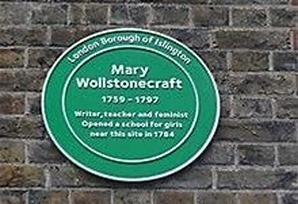 London Borough of Islington
Mary
Wollstonecraft
1759 – 1797
Writer, teacher and feminist
Opened a school for girls
near this site in 1784